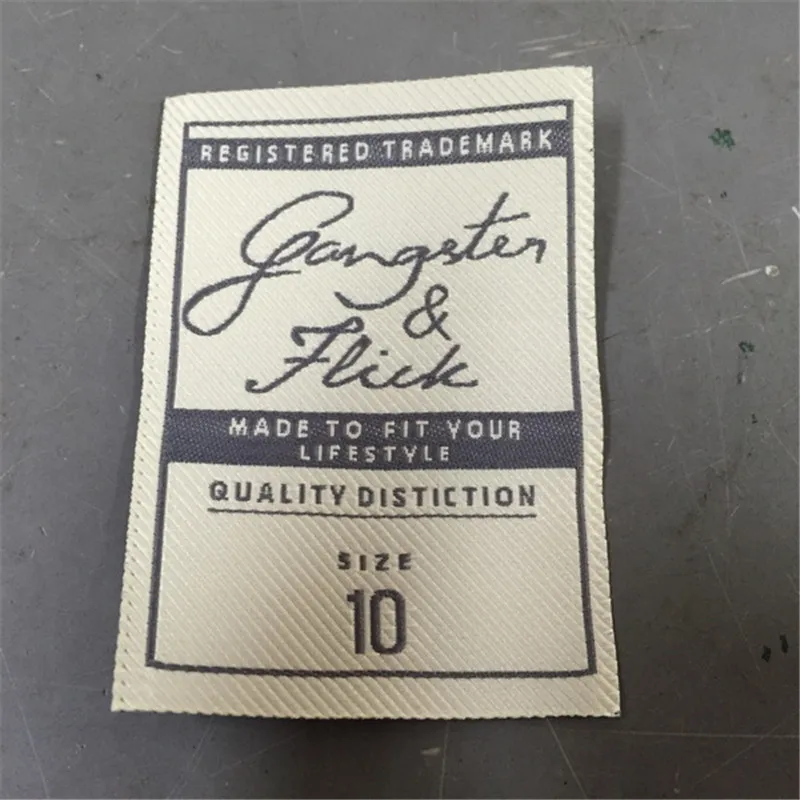 REGISTERED TRADEMARK
Gangster
&
Flick
MADE TO FIT YOUR
LIFESTYLE
QUALITY DISTICTION
SIZE
10